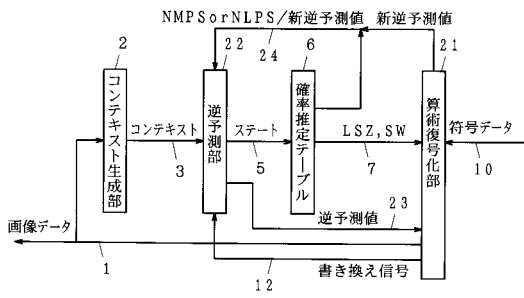 NMPSorNLPS/新逆予測値 新逆予測値
2 22 24 6 21
コンテキスト生成部
コンテキスト
3
逆予測部
ステート
5
確率推定テーブル
LSZ,SW
7
算術復号化部
符号データ
10
逆予測値 23
画像データ
1
書き換え信号
12